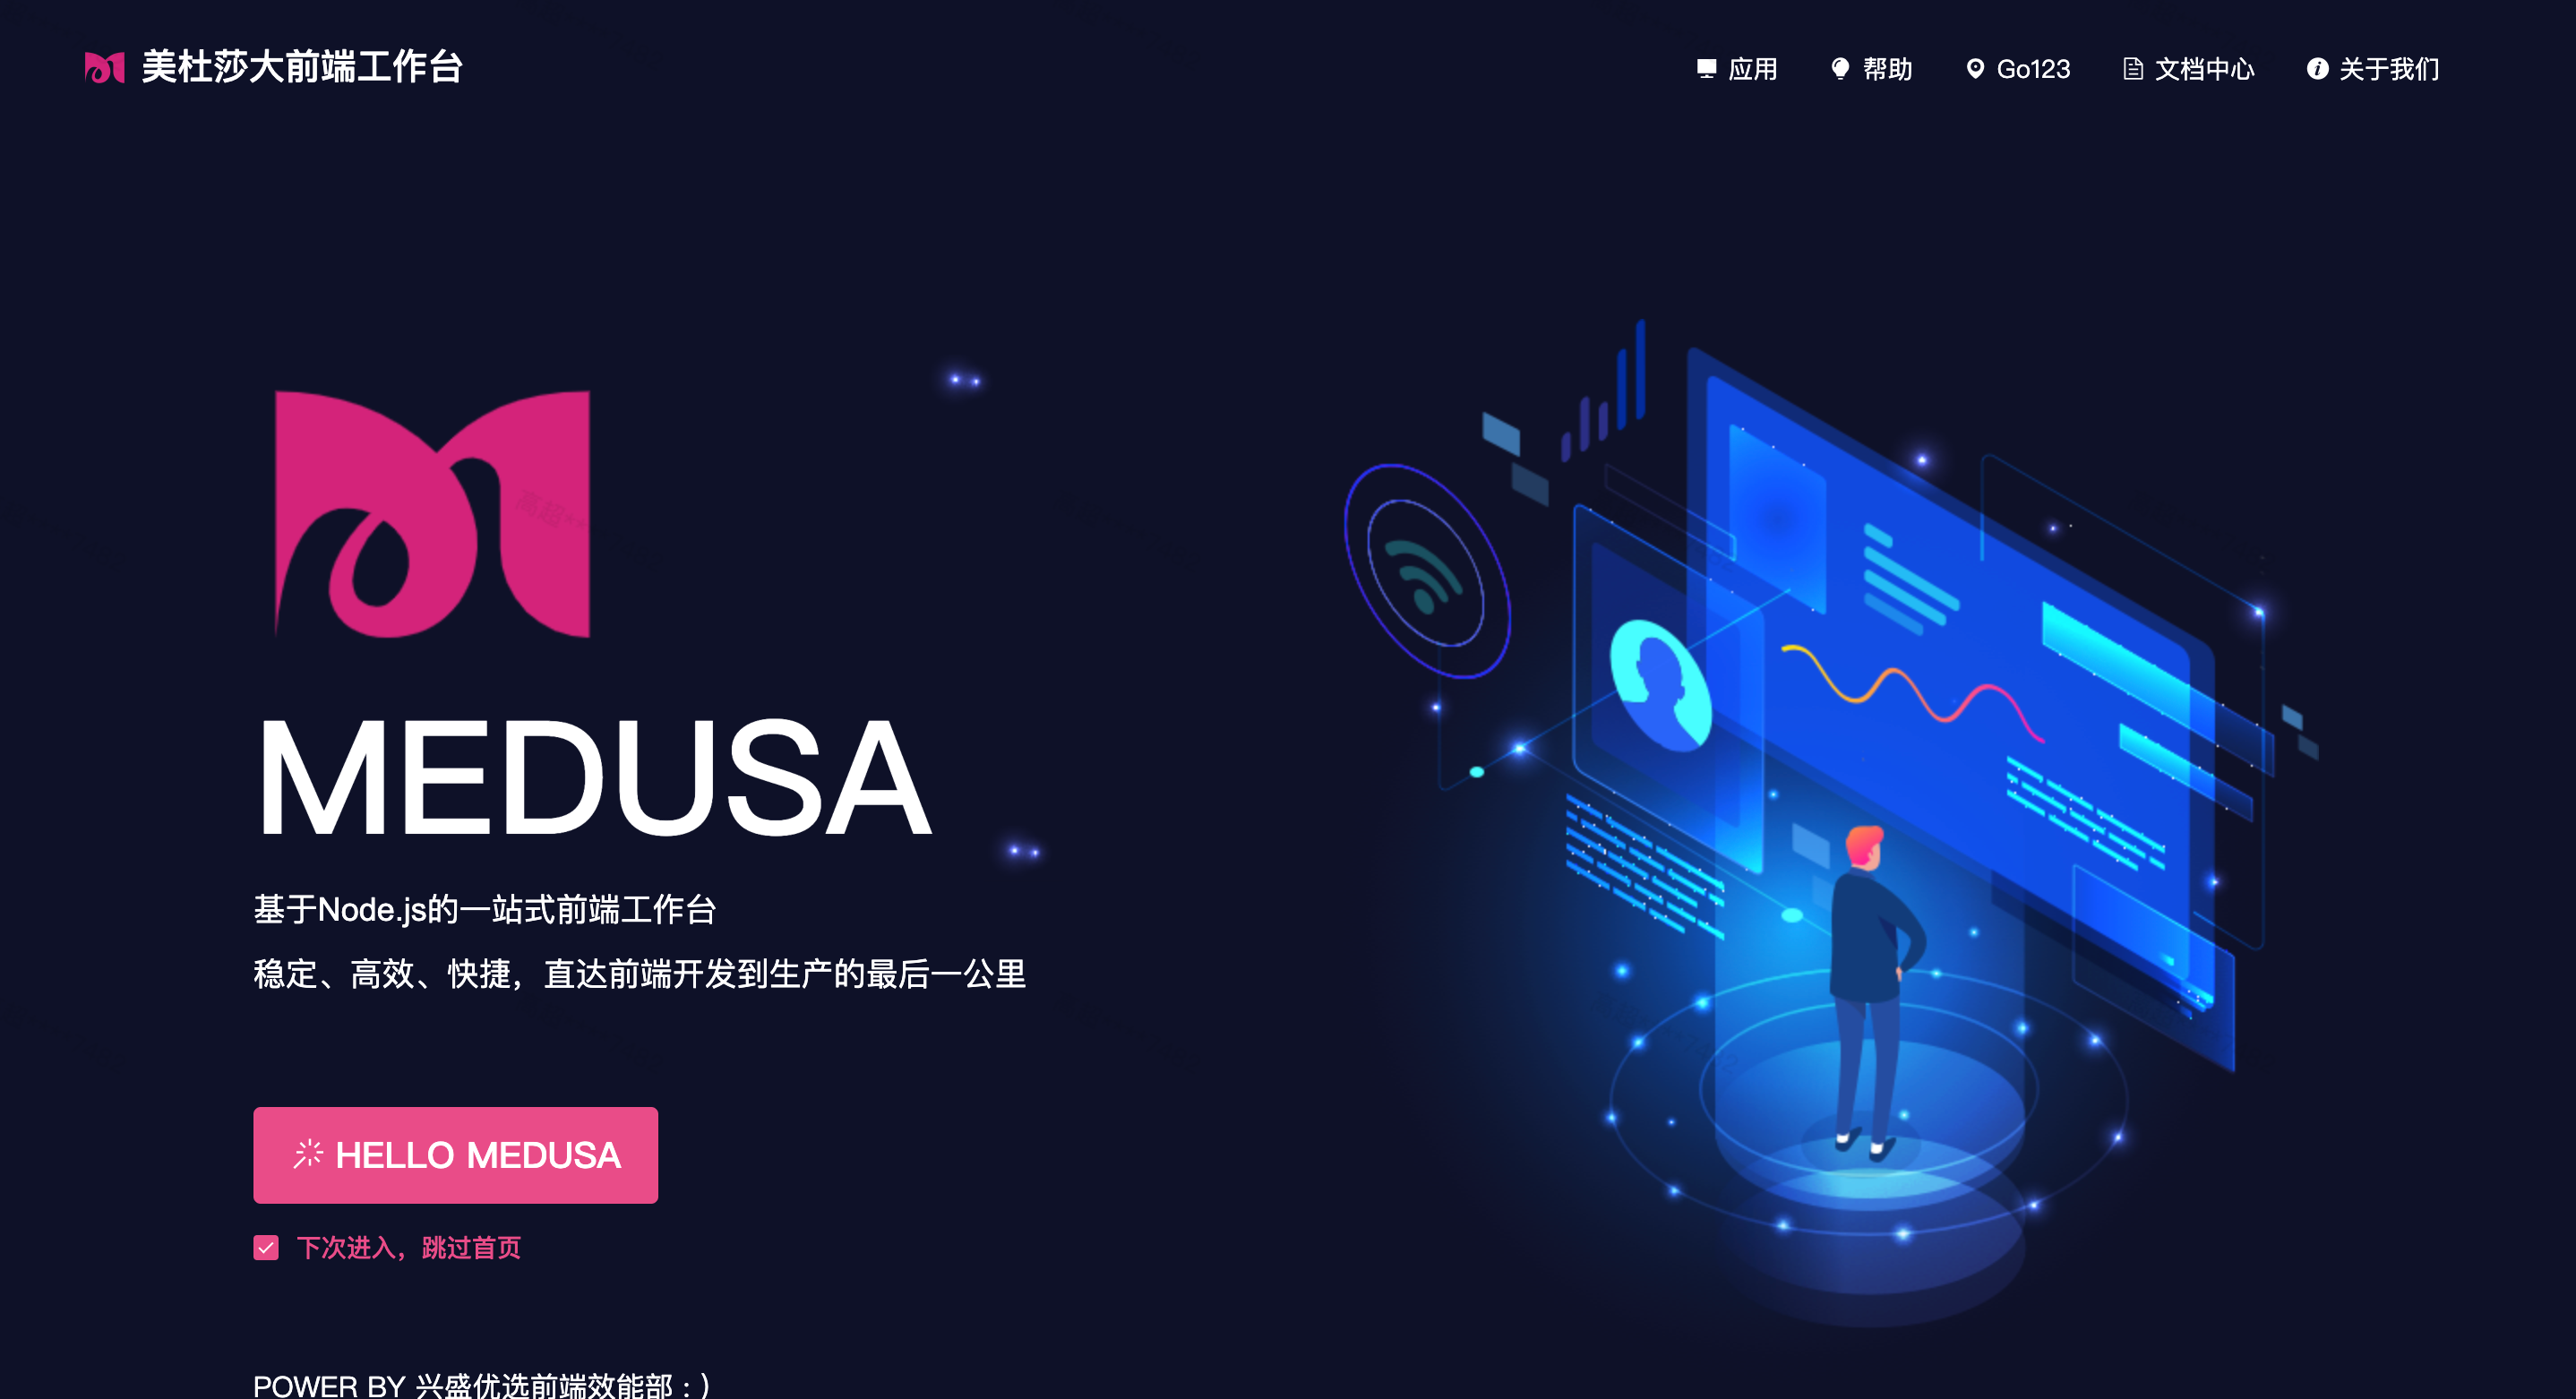 美杜莎大前端工作台
应用 帮助 Go123 文档中心 关于我们
MEDUSA
基于Node.js的一站式前端工作台
稳定、高效、快捷，直达前端开发到生产的最后一公里
HELLO MEDUSA
下次进入，跳过首页
POWER BY 兴盛优选前端效能部 : )